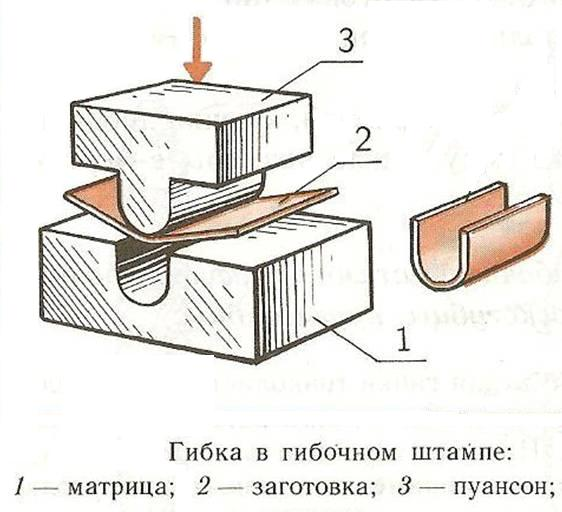 3
2
1
Гибка в гибочном штампе:
1 — матрица; 2 — заготовка; 3 — пуансон;